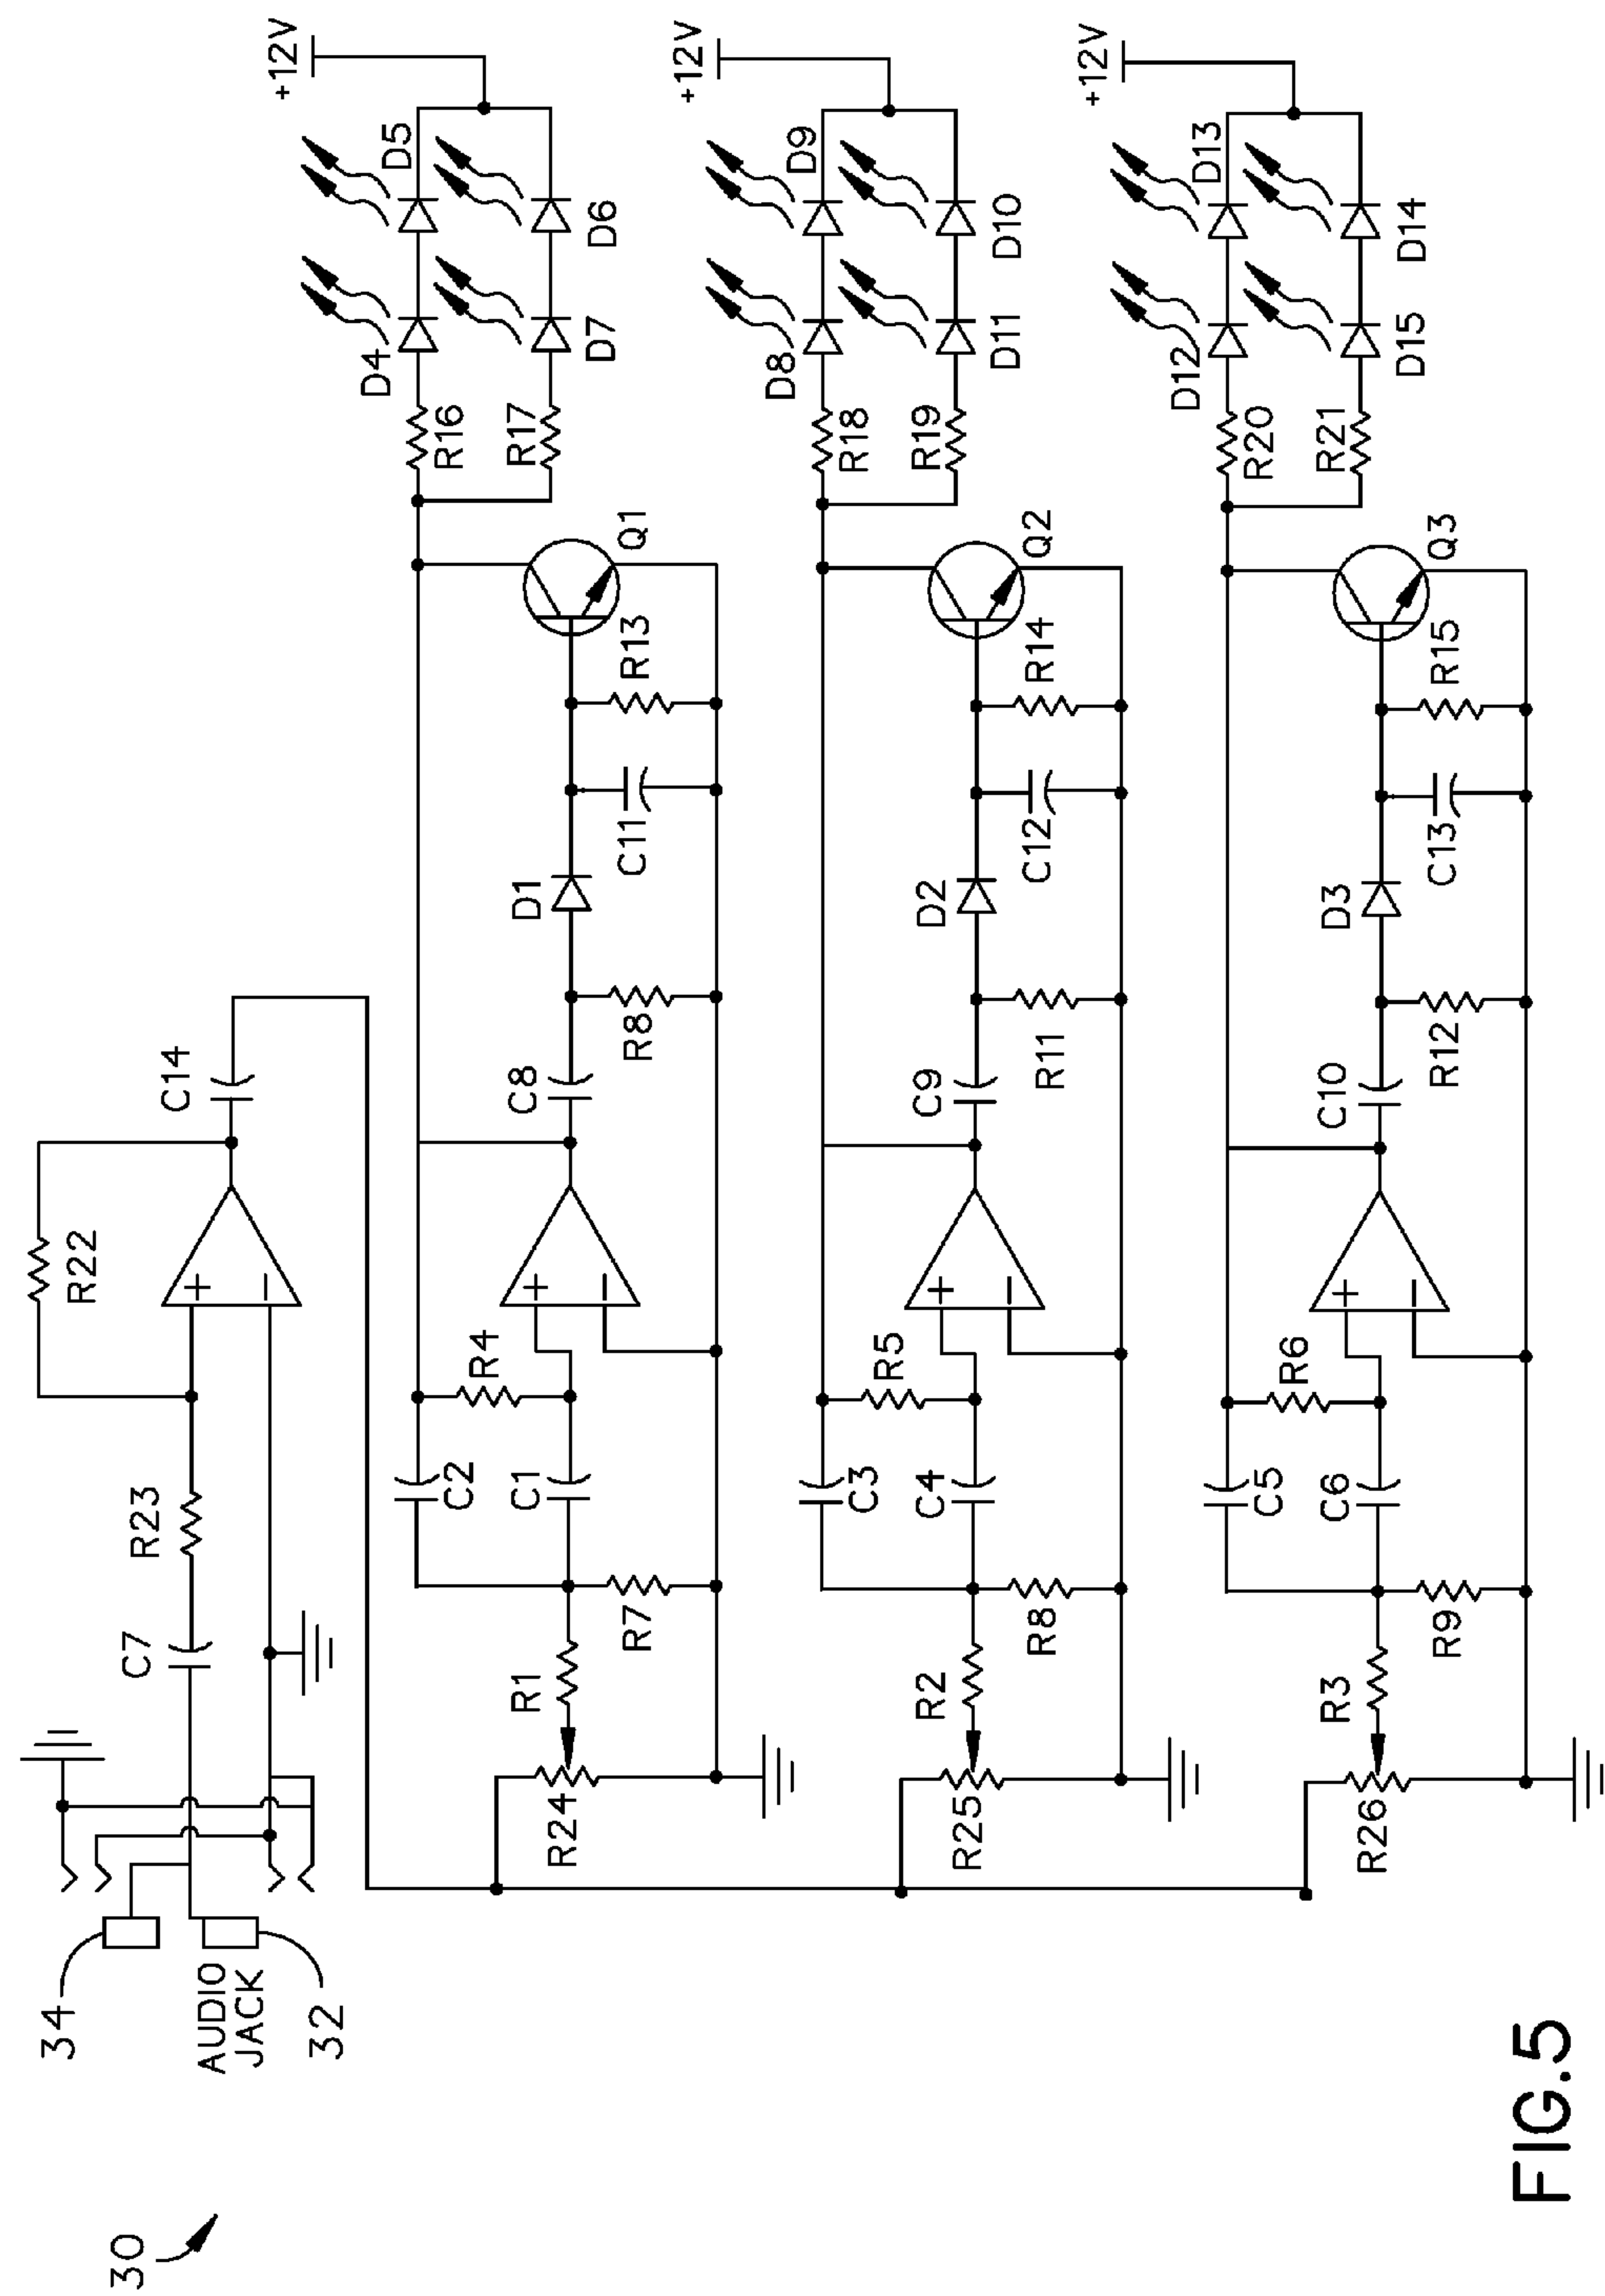 30
34
AUDIO
JACK
32
C7
R23
R22
+
−
C14
R24
R1
R7
C2
C1
R4
+
−
C8
R8
D1
C11
R13
Q1
R16
R17
D4
D5
D7
D6
+12V
R25
R2
R8
C3
C4
R5
+
−
C9
R11
D2
C12
R14
Q2
R18
R19
D8
D9
D11
D10
+12V
R26
R3
R9
C5
C6
R6
+
−
C10
R12
D3
C13
R15
Q3
R20
R21
D12
D13
D15
D14
+12V
FIG.5